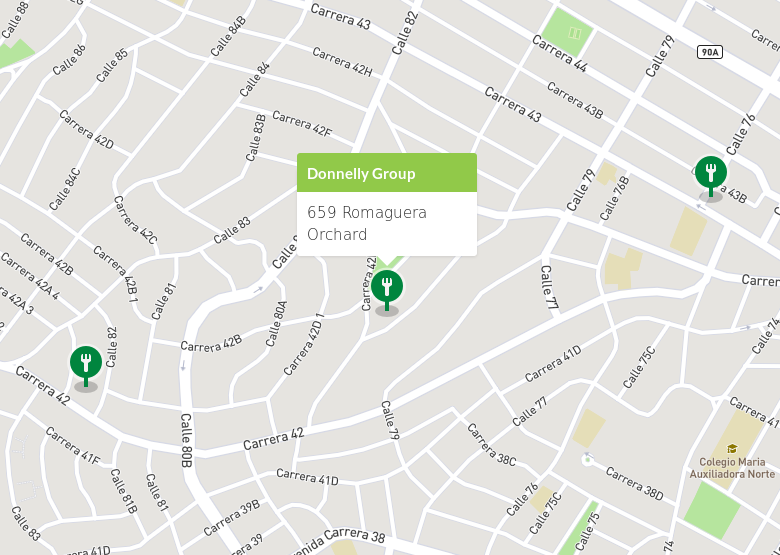 Calle 88
Carrera 43
Calle 82
Calle 84B
Calle 79
90A
Carrera 44
Calle 86
Calle 85
Carrera 42H
Calle 84
Carrera 43B
Carrera 43
Calle 76
Calle 83B
Carrera 42F
Carrera 42D
Donnelly Group
659 Romaguera
Orchard
Calle 84C
Calle 79
Calle 76B
43B
Carrera 42C
Calle 83
Carrera 42B
Carrera 42A 4
42A 3
Carrera 42B 1
Calle 81
Carrera 42
Calle 77
Carrera
Calle 80A
Carrera 42D 1
Calle 82
Carrera 42B
Calle 74
Carrera 41D
Calle 75C
Carrera 42
Calle 79
Calle 77
Carrera 41
Calle 80B
Carrera 42
Carrera 41F
Carrera 38C
Colegio Maria
Auxiliadora Norte
Carrera 41D
Carrera 38D
Calle 81B
Calle 81
Calle 76
Calle 75C
Calle 75
Calle 83
Carrera 39B
Carrera 38
39
41D
74